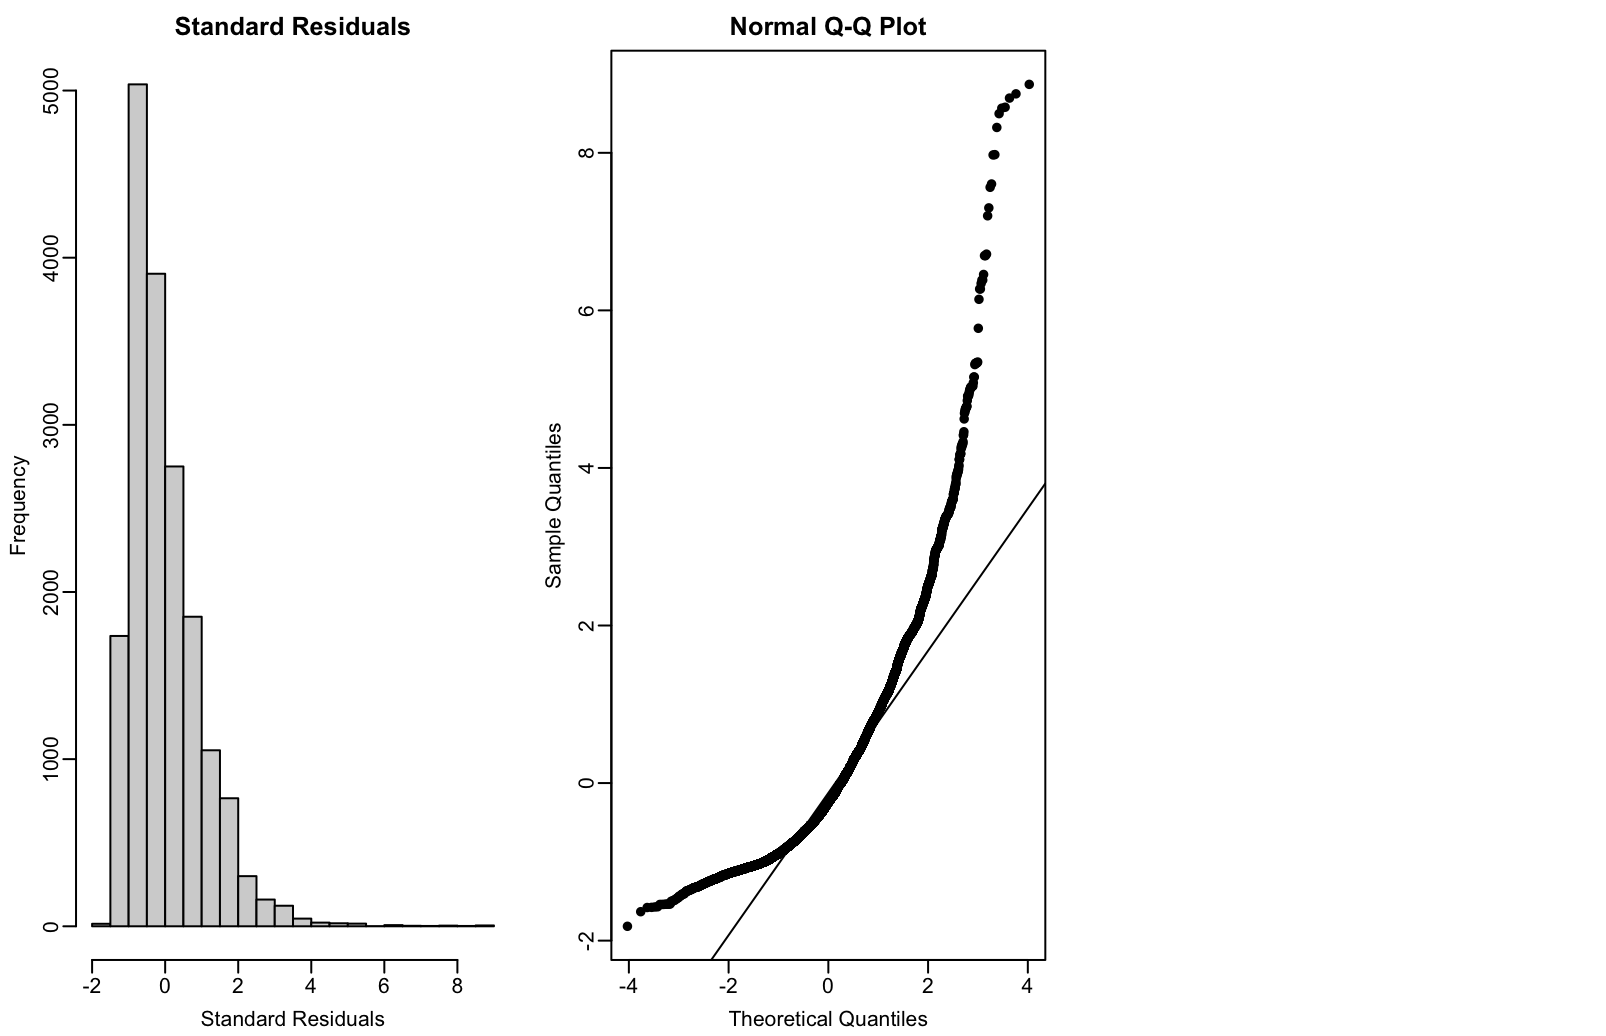 Standard Residuals
Frequency
5000
4000
3000
2000
1000
0
-2 0 2 4 6 8
Standard Residuals
Normal Q-Q Plot
Sample Quantiles
8
6
4
2
0
-2
-4 -2 0 2 4
Theoretical Quantiles